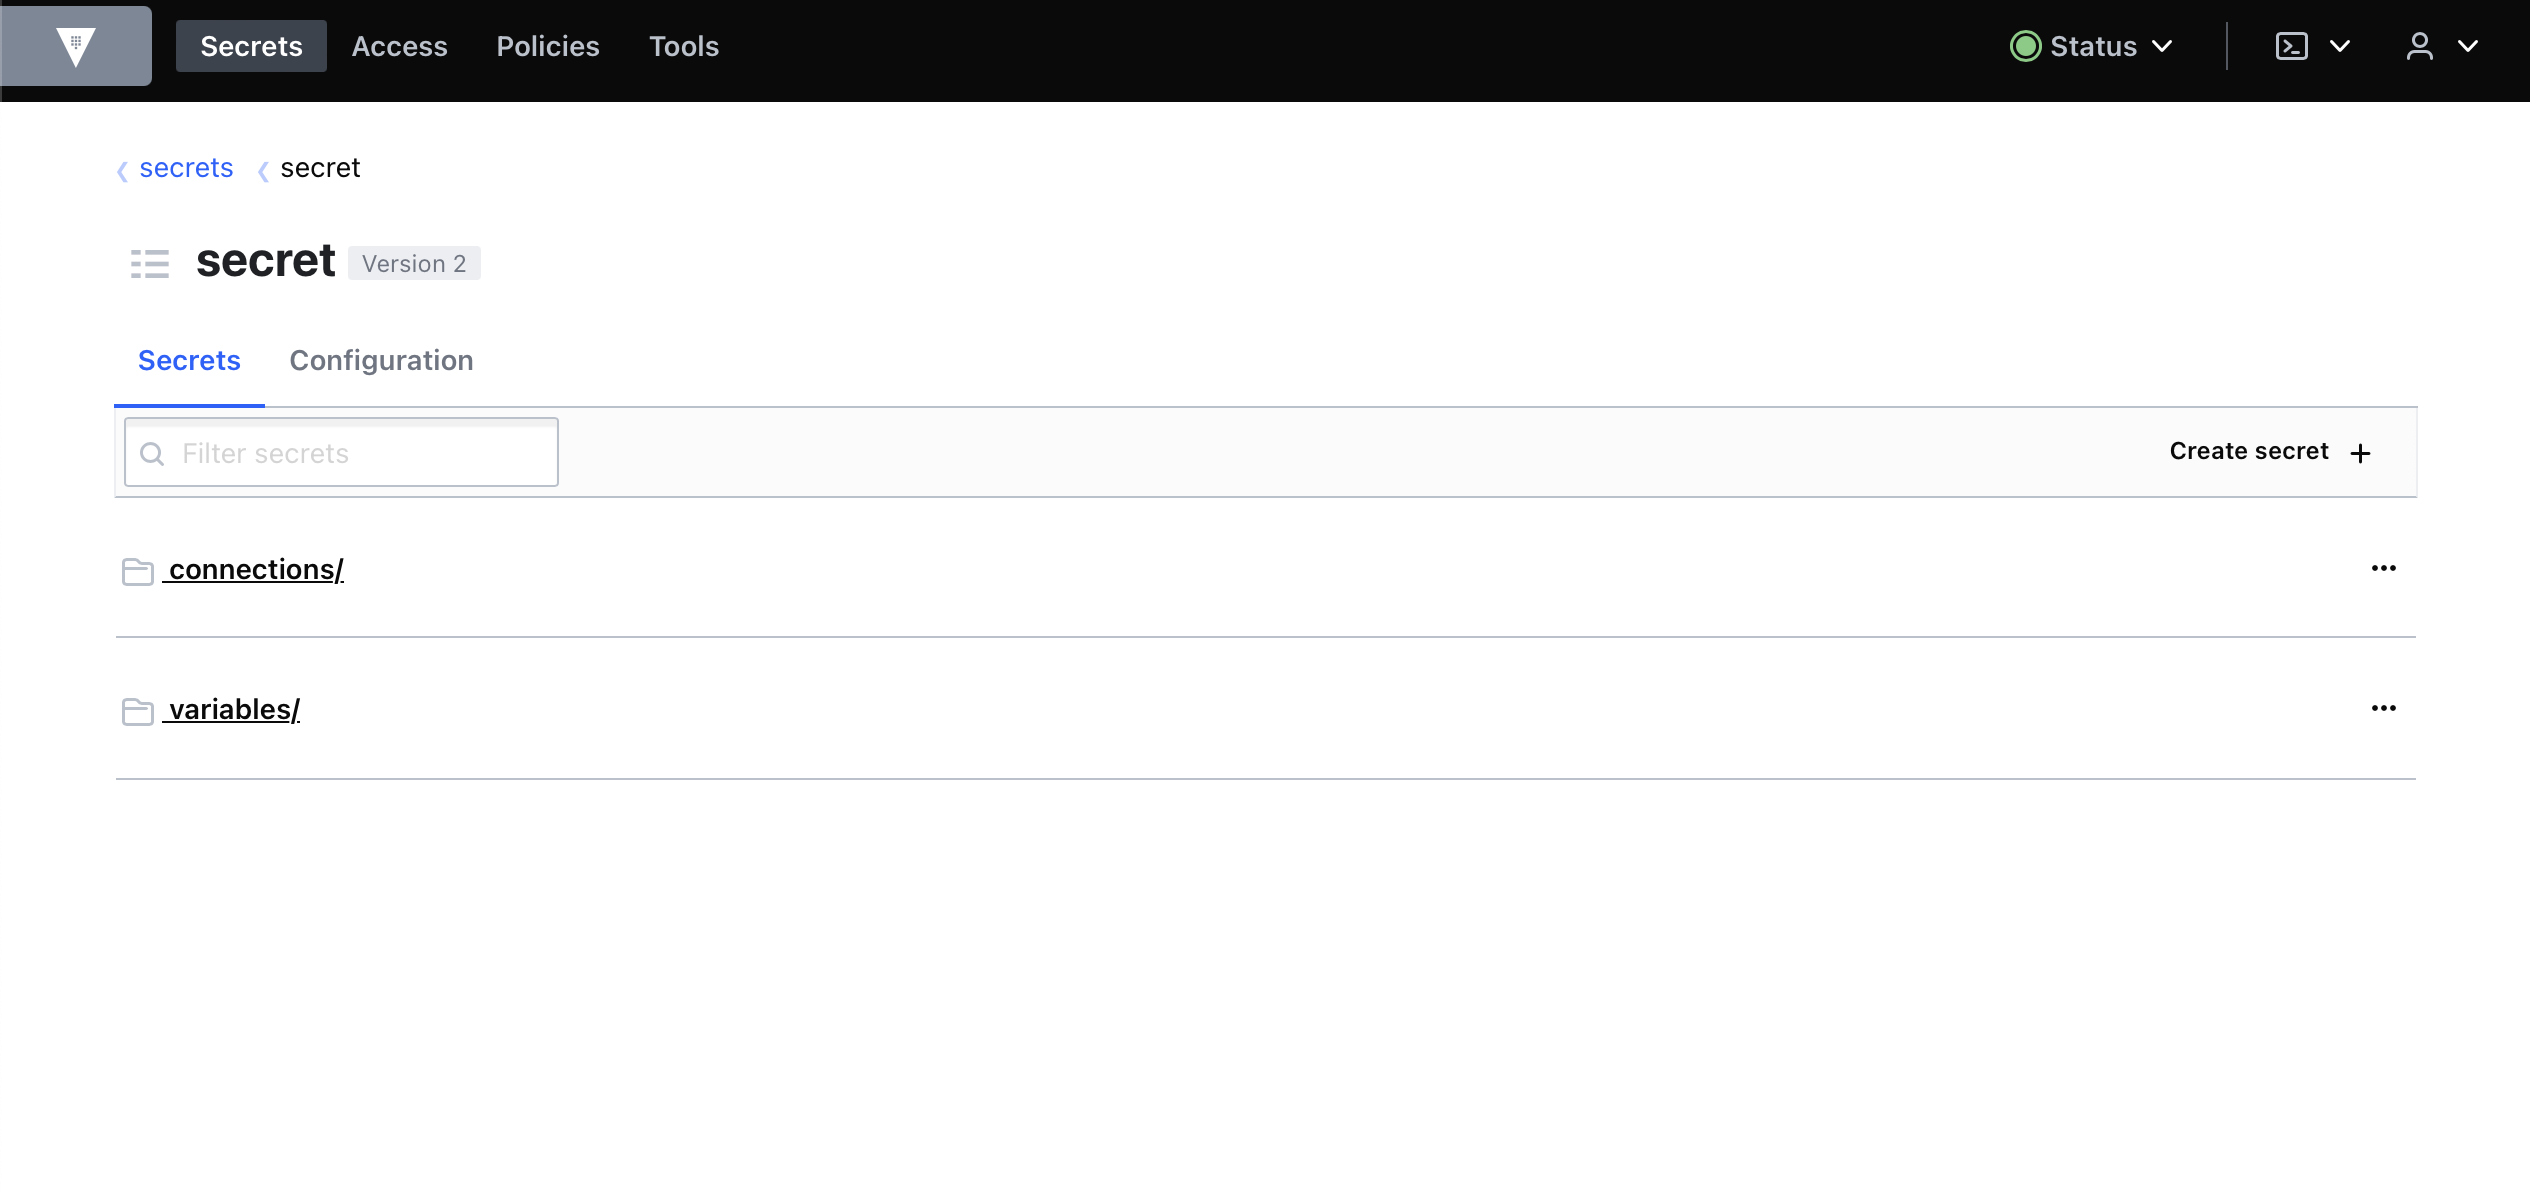 Secrets Access Policies Tools Status
secrets secret
secret Version 2
Secrets Configuration
Filter secrets Create secret
connections/
variables/